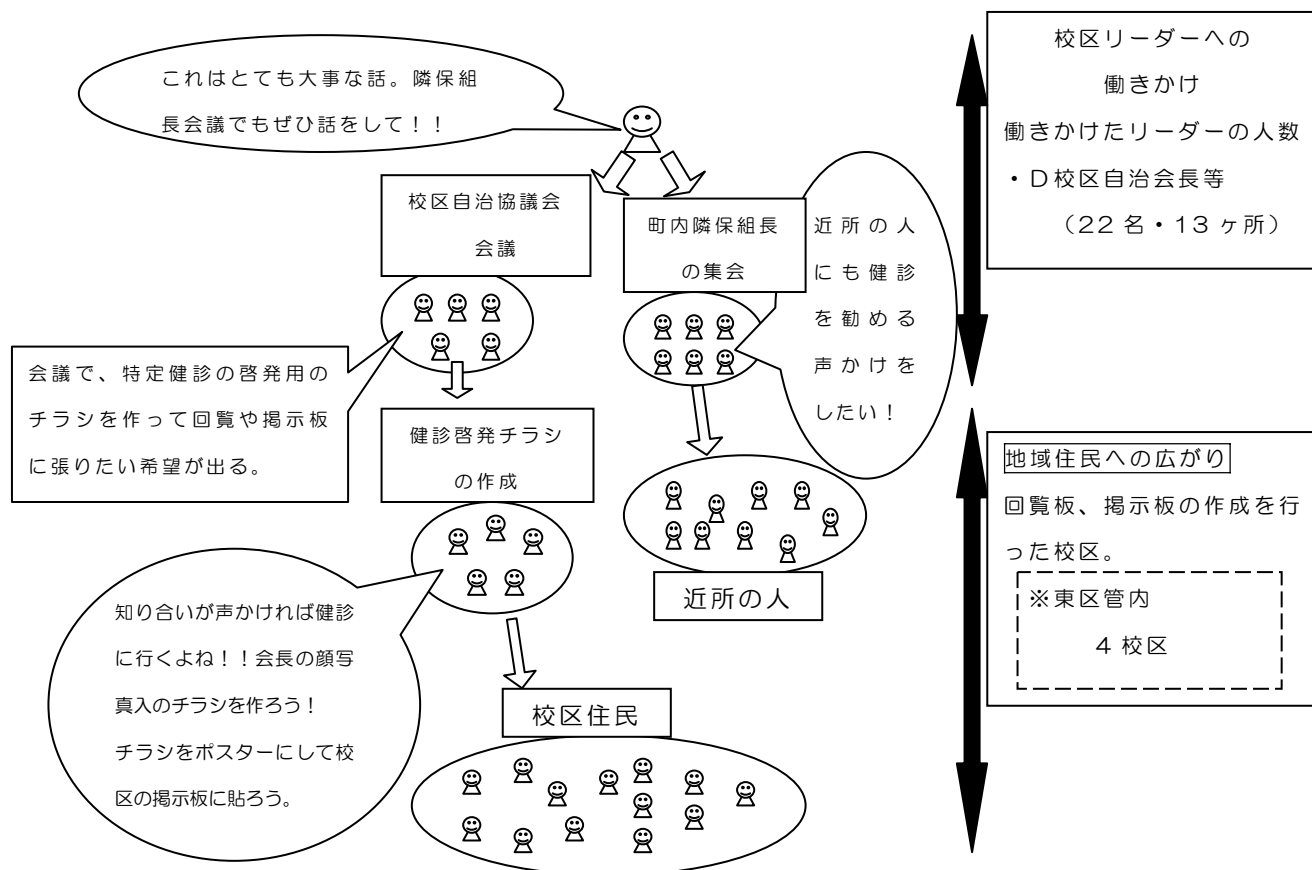 これはとても大事な話。隣保組
長会議でもぜひ話をして！！
校区自治協議会
会議
町内隣保組長
の集会
近所の人
にも健診
を勧める
声かけを
したい！
会議で、特定健診の啓発用の
チラシを作って回覧や掲示板
に張りたい希望が出る。
健診啓発チラシ
の作成
近所の人
知り合いが声かければ健診
に行くよね！！会長の顔写
真入のチラシを作ろう！
チラシをポスターにして校
区の掲示板に貼ろう。
校区住民
校区リーダーへの
働きかけ
働きかけたリーダーの人数
・D校区自治会長等
（22名・13ヶ所）
地域住民への広がり
回覧板、掲示板の作成を行
った校区。
※東区管内
4校区